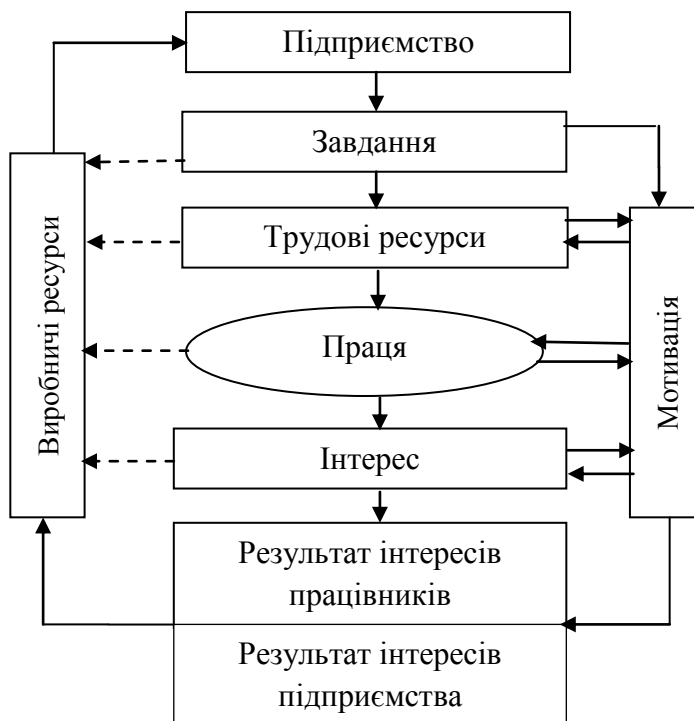 Підприємство
Завдання
Трудові ресурси
Праця
Інтерес
Результат інтересів
працівників
Результат інтересів
підприємства
Виробничі ресурси
Мотивація